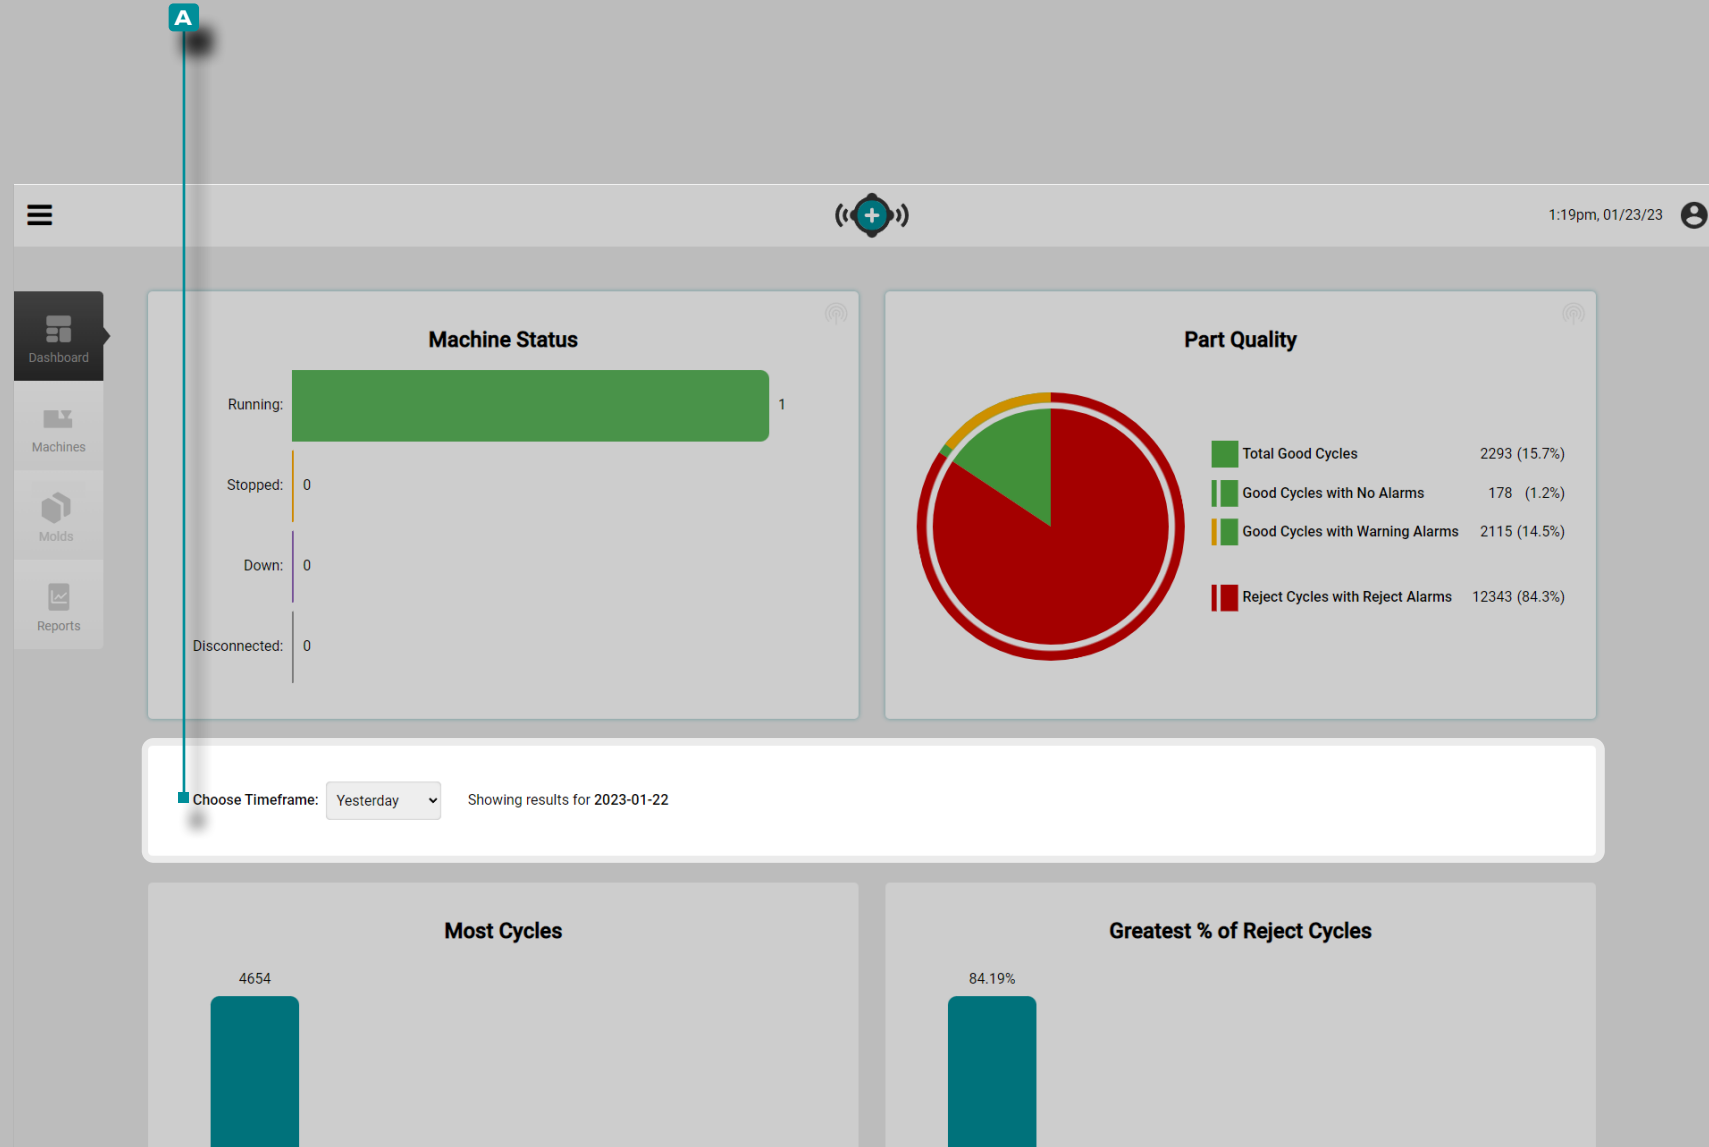 A
1:19pm, 01/23/23
Dashboard
Machines
Molds
Reports
Machine Status
Running: 1
Stopped: 0
Down: 0
Disconnected: 0
Part Quality
Total Good Cycles 2293 (15.7%)
Good Cycles with No Alarms 178 (1.2%)
Good Cycles with Warning Alarms 2115 (14.5%)
Reject Cycles with Reject Alarms 12343 (84.3%)
Choose Timeframe: Yesterday Showing results for 2023-01-22
Most Cycles
4654
Greatest % of Reject Cycles
84.19%